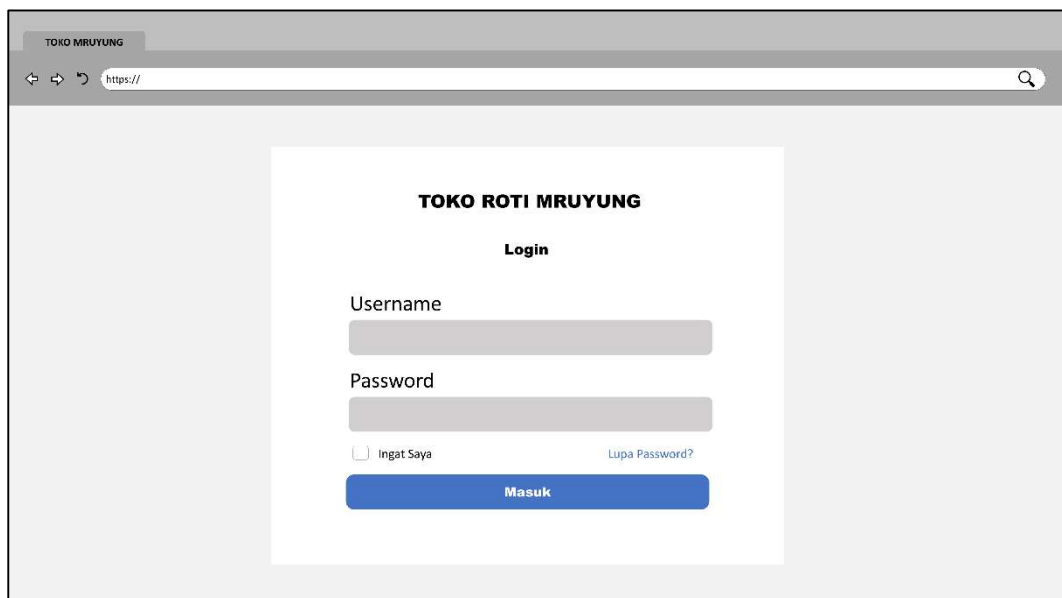 TOKO MRUYUNG
https://
TOKO ROTI MRUYUNG
Login
Username
Password
Ingat Saya
Lupa Password?
Masuk